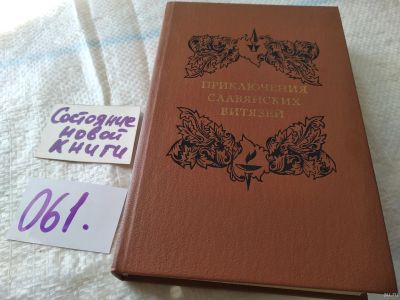 Состояние
новой
книги
061.
ПРИКЛЮЧЕНИЯ
СЛАВЯНСКИХ
ВИТЯЗЕЙ